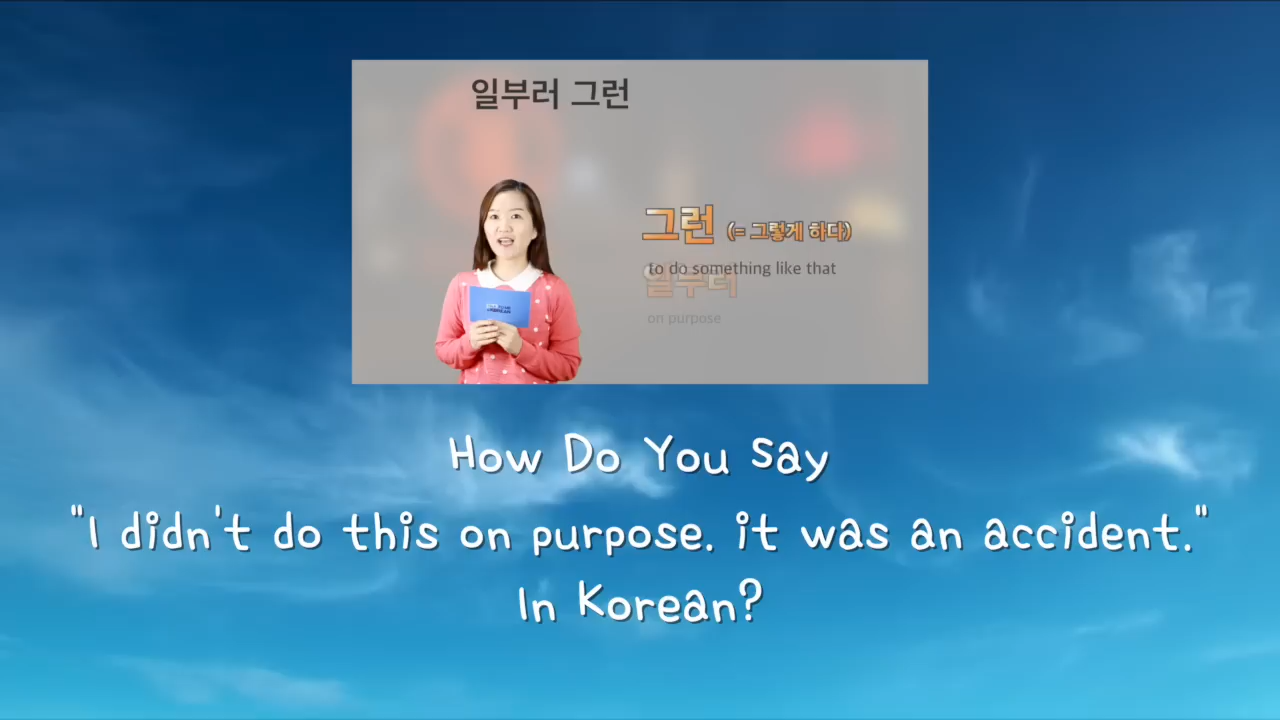 일부러 그런
그런 (= 그렇게 하다)
to do something like that
일부러
on purpose
How Do You Say
"I didn't do this on purpose. it was an accident."
In Korean?